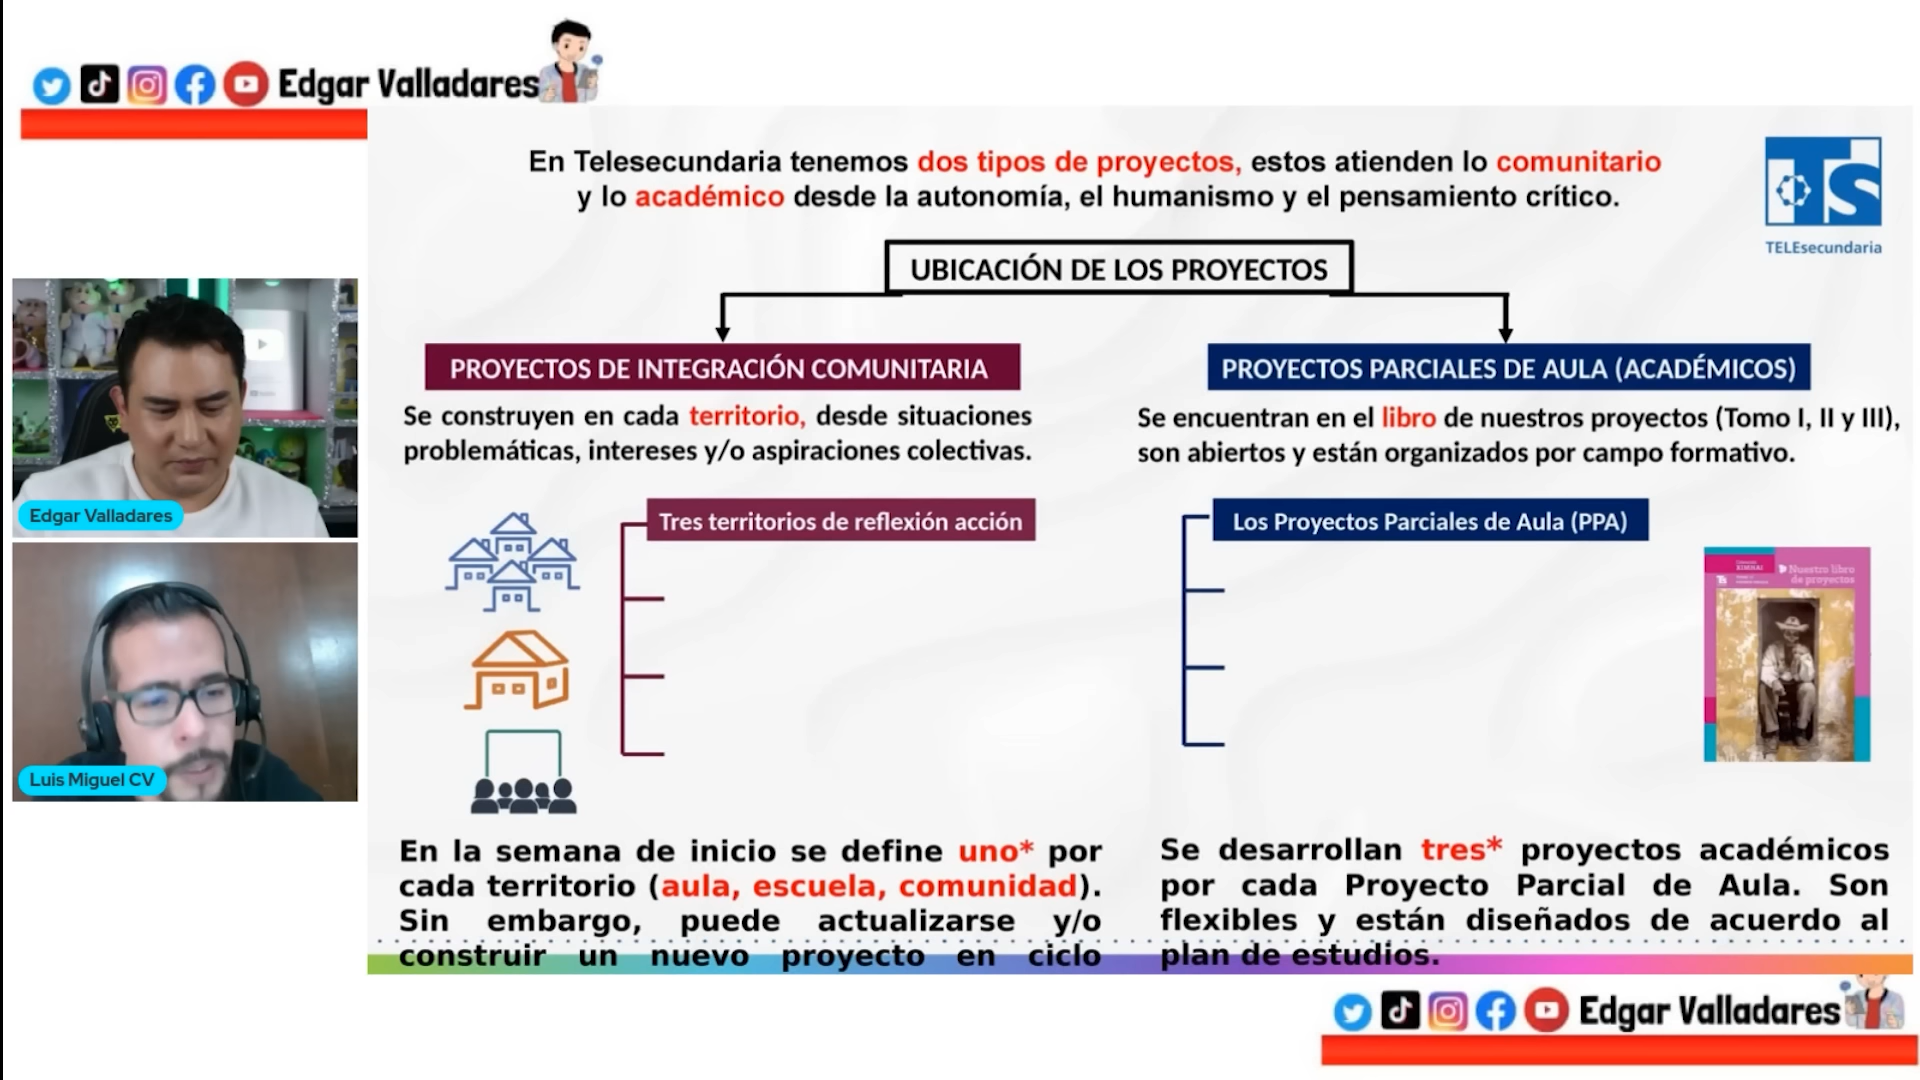 Edgar Valladares
En Telesecundaria tenemos dos tipos de proyectos, estos atienden lo comunitario
y lo académico desde la autonomía, el humanismo y el pensamiento crítico.
TS
TELEsecundaria
UBICACIÓN DE LOS PROYECTOS
PROYECTOS DE INTEGRACIÓN COMUNITARIA
Se construyen en cada territorio, desde situaciones
problemáticas, intereses y/o aspiraciones colectivas.
Tres territorios de reflexión acción
En la semana de inicio se define uno* por
cada territorio (aula, escuela, comunidad).
Sin embargo, puede actualizarse y/o
construir un nuevo proyecto en ciclo
PROYECTOS PARCIALES DE AULA (ACADÉMICOS)
Se encuentran en el libro de nuestros proyectos (Tomo I, II y III),
son abiertos y están organizados por campo formativo.
Los Proyectos Parciales de Aula (PPA)
Nuestro libro
de proyectos
Se desarrollan tres* proyectos académicos
por cada Proyecto Parcial de Aula. Son
flexibles y están diseñados de acuerdo al
plan de estudios.
Edgar Valladares
Luis Miguel CV
Edgar Valladares